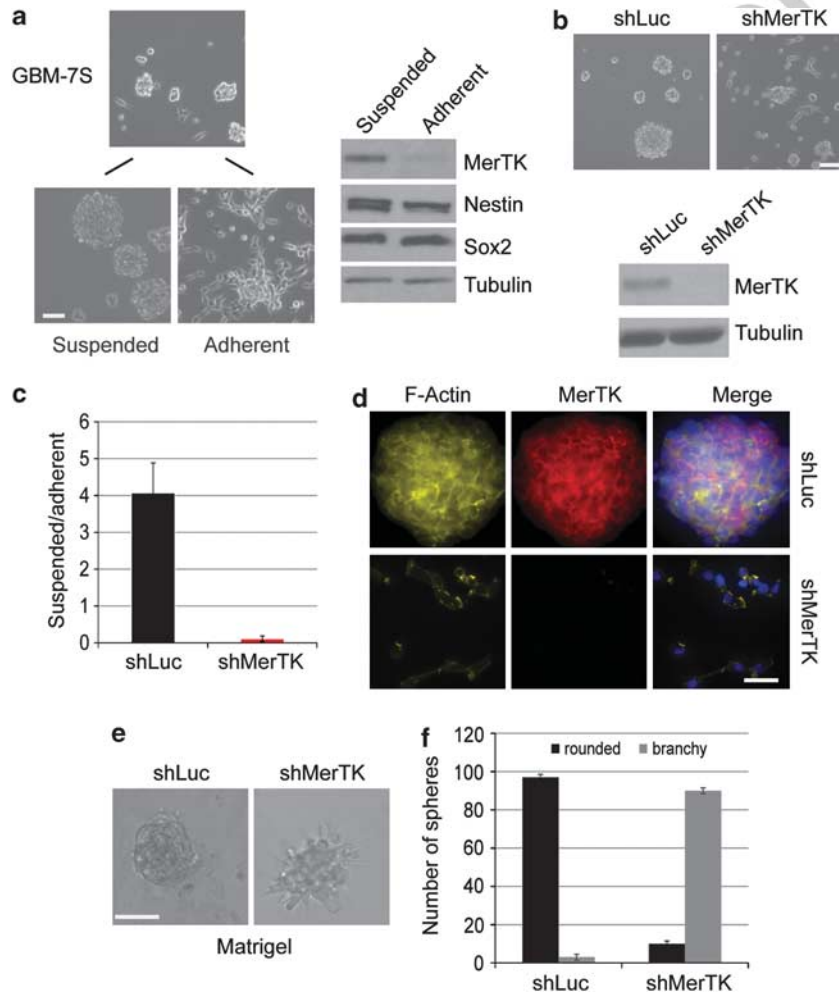 a
GBM-7S
Suspended
Adherent
Suspended
Adherent
MerTK
Nestin
Sox2
Tubulin
b
shLuc
shMerTK
shLuc
shMerTK
MerTK
Tubulin
c
Suspended/adherent
6
5
4
3
2
1
0
shLuc
shMerTK
d
F-Actin
MerTK
Merge
shLuc
shMerTK
e
shLuc
shMerTK
Matrigel
f
Number of spheres
rounded
branchy
120
100
80
60
40
20
0
shLuc
shMerTK